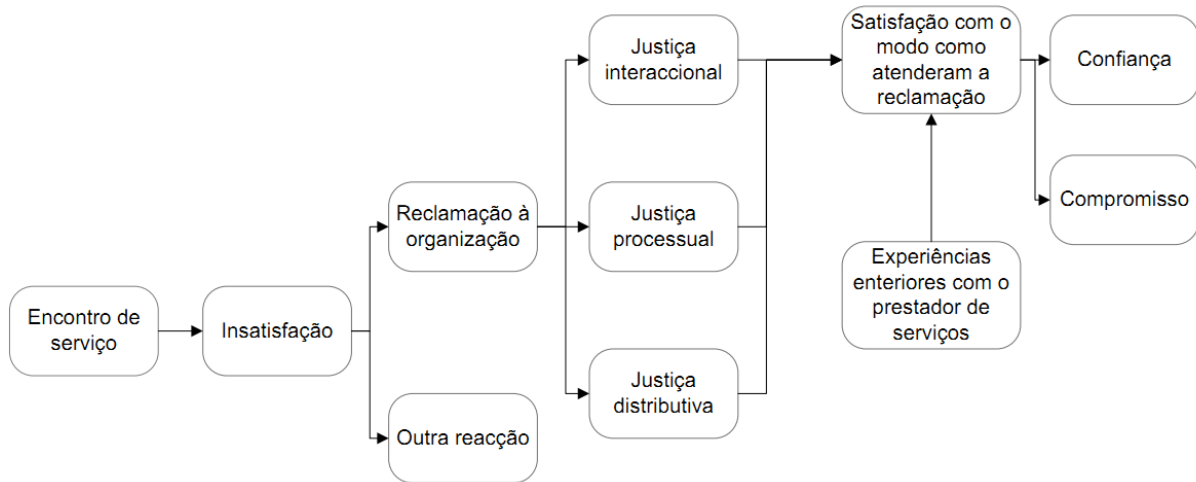 Encontro de
serviço
Insatisfação
Reclamação à
organização
Outra reacção
Justiça
interaccional
Justiça
processual
Justiça
distributiva
Satisfação com o
modo como
atenderam a
reclamação
Experiências
enteriores com o
prestador de
serviços
Confiança
Compromisso